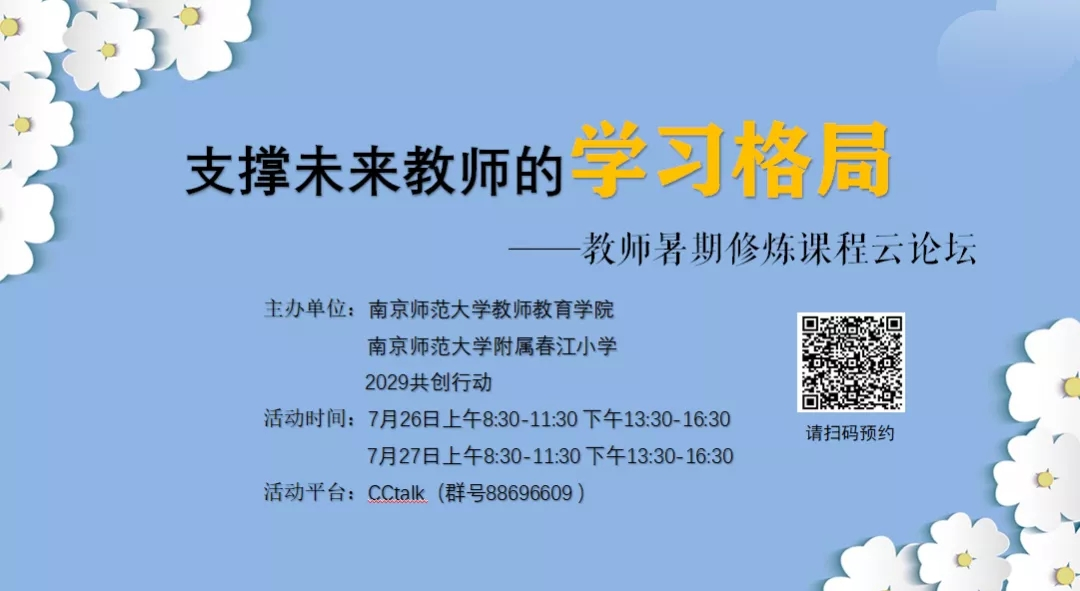 支撑未来教师的学习格局
——教师暑期修炼课程云论坛
主办单位：南京师范大学教师教育学院
南京师范大学附属春江小学
2029共创行动
活动时间：7月26日上午8:30-11:30 下午13:30-16:30
7月27日上午8:30-11:30 下午13:30-16:30
活动平台：CCtalk（群号88696609）
请扫码预约